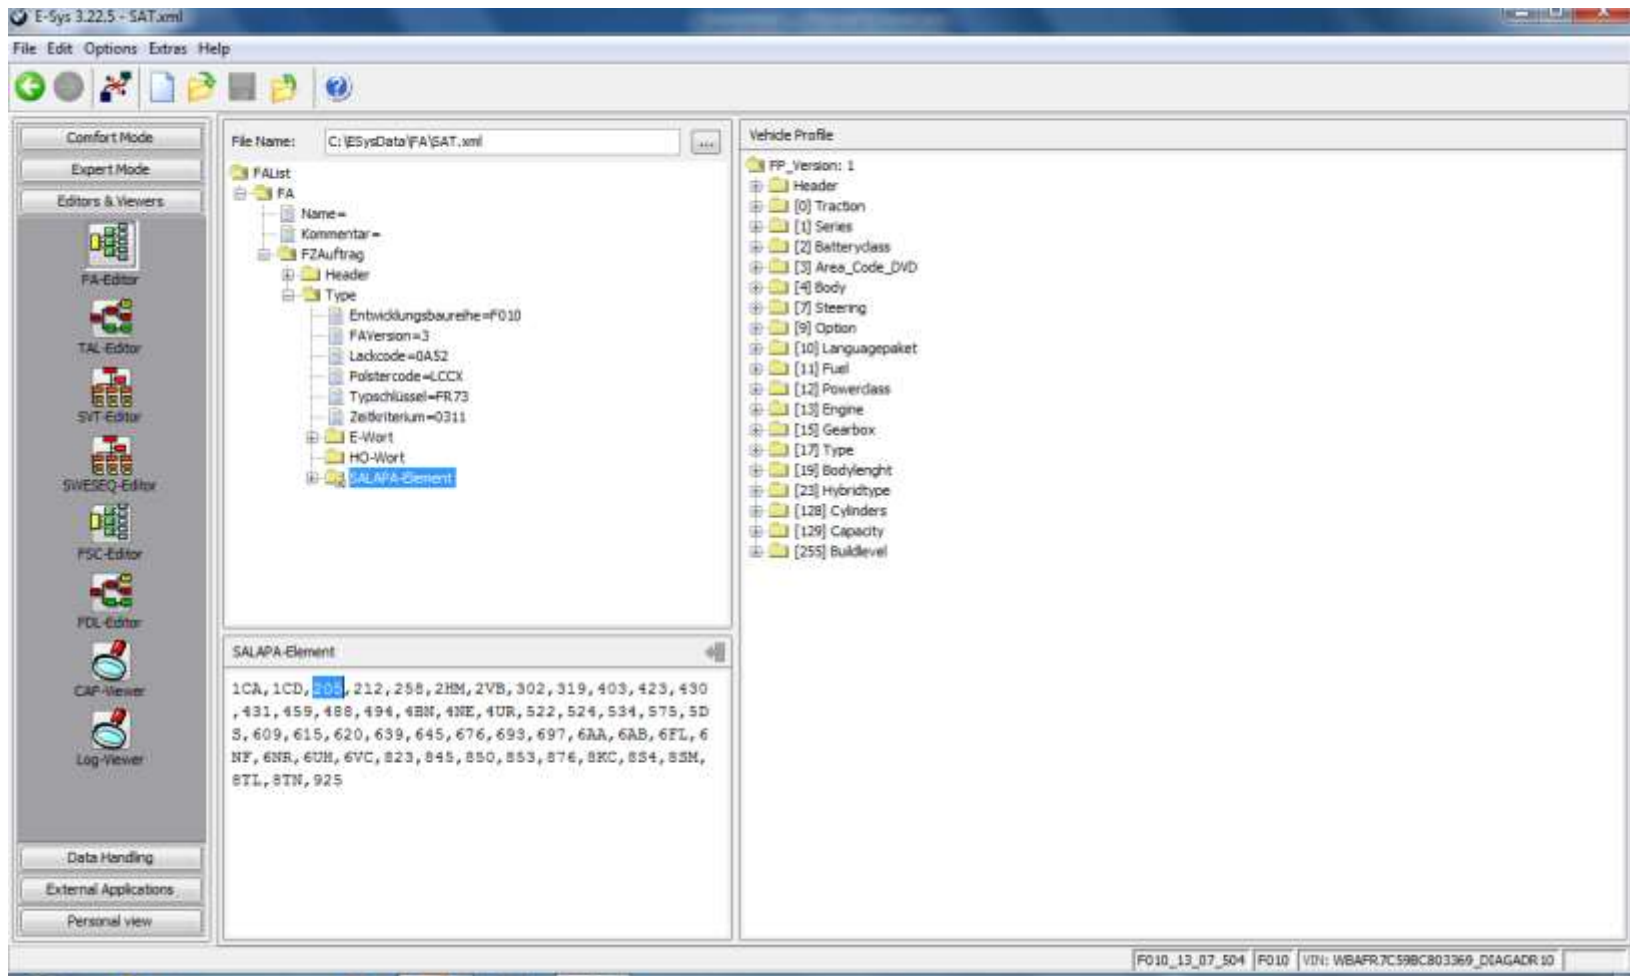 E-Sys 3.22.5 - SAT.xml
File Edit Options Extras Help
Comfort Mode
Expert Mode
Editors & Viewers
FA-Editor
TAL-Editor
SVT-Editor
SWESEQ-Editor
FSC-Editor
FDL-Editor
CAF-Viewer
Log-Viewer
Data Handling
External Applications
Personal view
File Name: C:\ESysData\FA\SAT.xml ...
FAList
FA
Name=
Kommentar=
FZAuftrag
Header
Type
Entwicklungsbaureihe=F010
FAVersion=3
Lackcode=0A52
Polstercode=LCCX
Typschlüssel=FR73
Zeitkriterium=0311
E-Wort
HO-Wort
SALAPA-Element
SALAPA-Element
1CA,1CD,205,212,258,2HM,2VB,302,319,403,423,430
,431,459,488,494,4BN,4NE,4UR,522,524,534,575,5D
S,609,615,620,639,645,676,693,697,6AA,6AB,6FL,6
NF,6NR,6UH,6VC,823,845,850,853,876,8KC,8S4,8SM,
8TL,8TN,925
Vehicle Profile
FP_Version: 1
Header
[0] Traction
[1] Series
[2] Batteryclass
[3] Area_Code_DVD
[4] Body
[7] Steering
[9] Option
[10] Languagepaket
[11] Fuel
[12] Powerclass
[13] Engine
[15] Gearbox
[17] Type
[19] Bodylenght
[23] Hybridtype
[128] Cylinders
[129] Capacity
[255] Buildlevel
F010_13_07_504 F010 VIN: WBAFR7C59BC803369_DIAGADR10